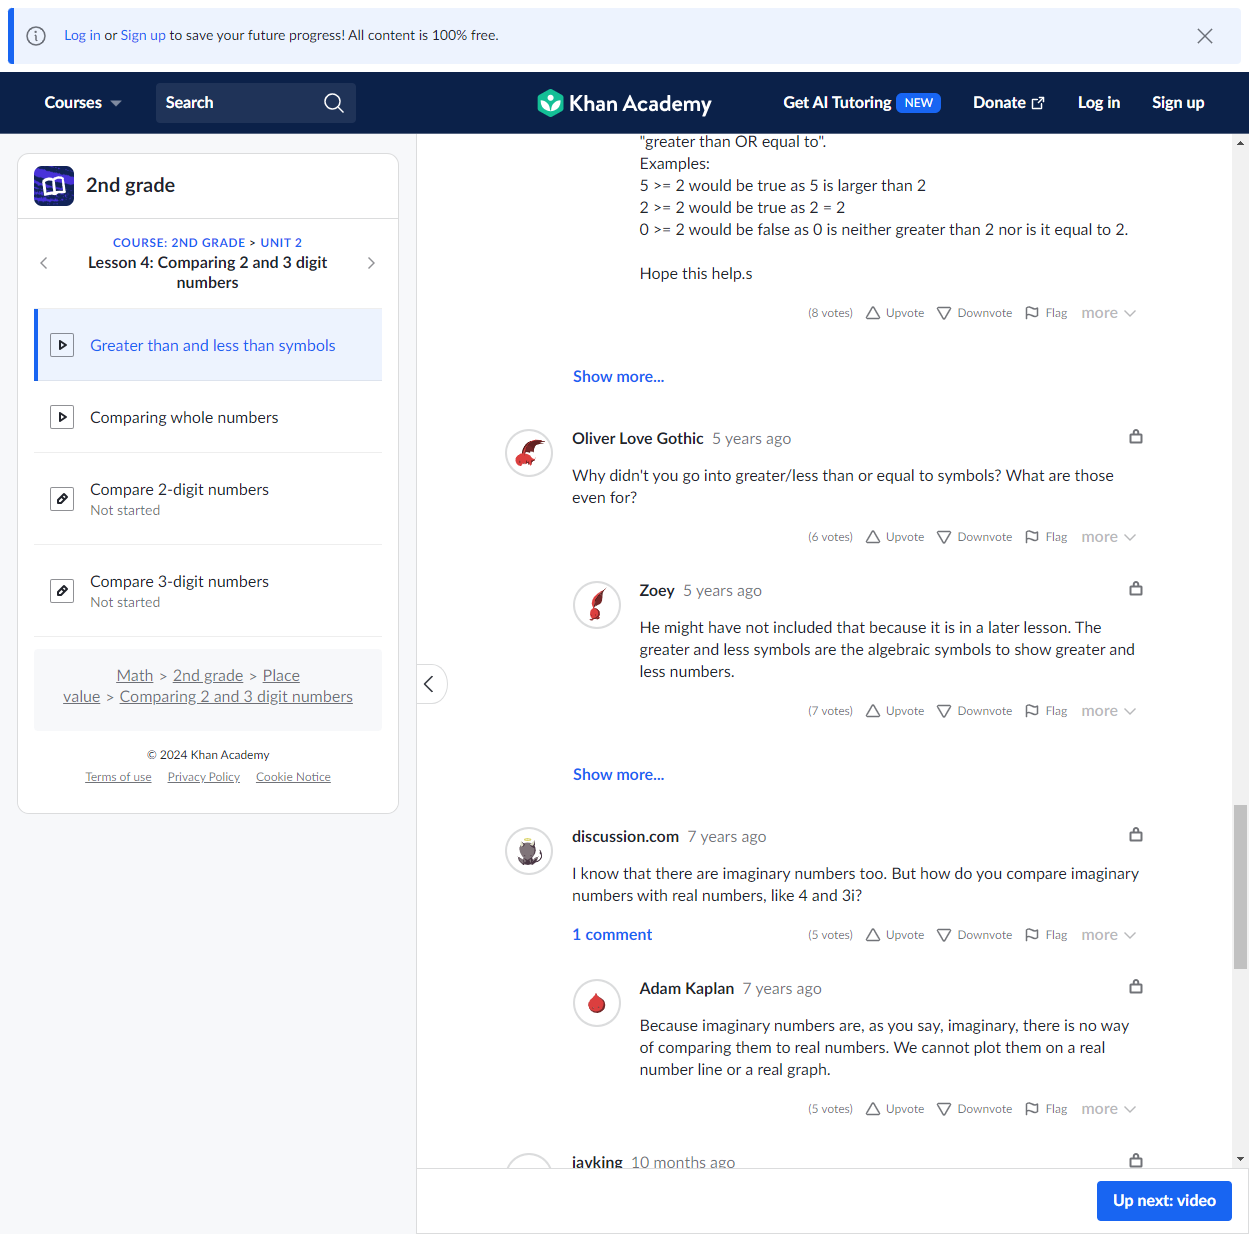 Log in or Sign up to save your future progress! All content is 100% free.
Courses
Search
Khan Academy
Get AI Tutoring NEW
Donate
Log in
Sign up
2nd grade
COURSE: 2ND GRADE > UNIT 2
Lesson 4: Comparing 2 and 3 digit
numbers
Greater than and less than symbols
Comparing whole numbers
Compare 2-digit numbers
Not started
Compare 3-digit numbers
Not started
Math > 2nd grade > Place
value > Comparing 2 and 3 digit numbers
© 2024 Khan Academy
Terms of use Privacy Policy Cookie Notice
"greater than OR equal to".
Examples:
5 >= 2 would be true as 5 is larger than 2
2 >= 2 would be true as 2 = 2
0 >= 2 would be false as 0 is neither greater than 2 nor is it equal to 2.
Hope this help.s
(8 votes) Upvote Downvote Flag more
Show more...
Oliver Love Gothic 5 years ago
Why didn't you go into greater/less than or equal to symbols? What are those
even for?
(6 votes) Upvote Downvote Flag more
Zoey 5 years ago
He might have not included that because it is in a later lesson. The
greater and less symbols are the algebraic symbols to show greater and
less numbers.
(7 votes) Upvote Downvote Flag more
Show more...
discussion.com 7 years ago
I know that there are imaginary numbers too. But how do you compare imaginary
numbers with real numbers, like 4 and 3i?
1 comment (5 votes) Upvote Downvote Flag more
Adam Kaplan 7 years ago
Because imaginary numbers are, as you say, imaginary, there is no way
of comparing them to real numbers. We cannot plot them on a real
number line or a real graph.
(5 votes) Upvote Downvote Flag more
jayking 10 months ago
Up next: video